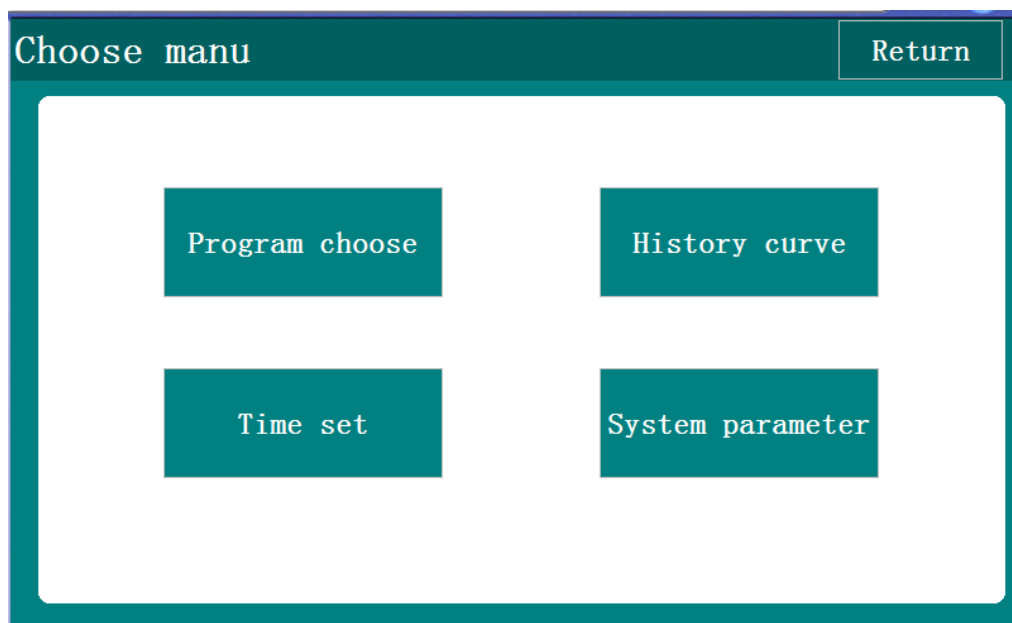 Choose manu
Return
Program choose
History curve
Time set
System parameter